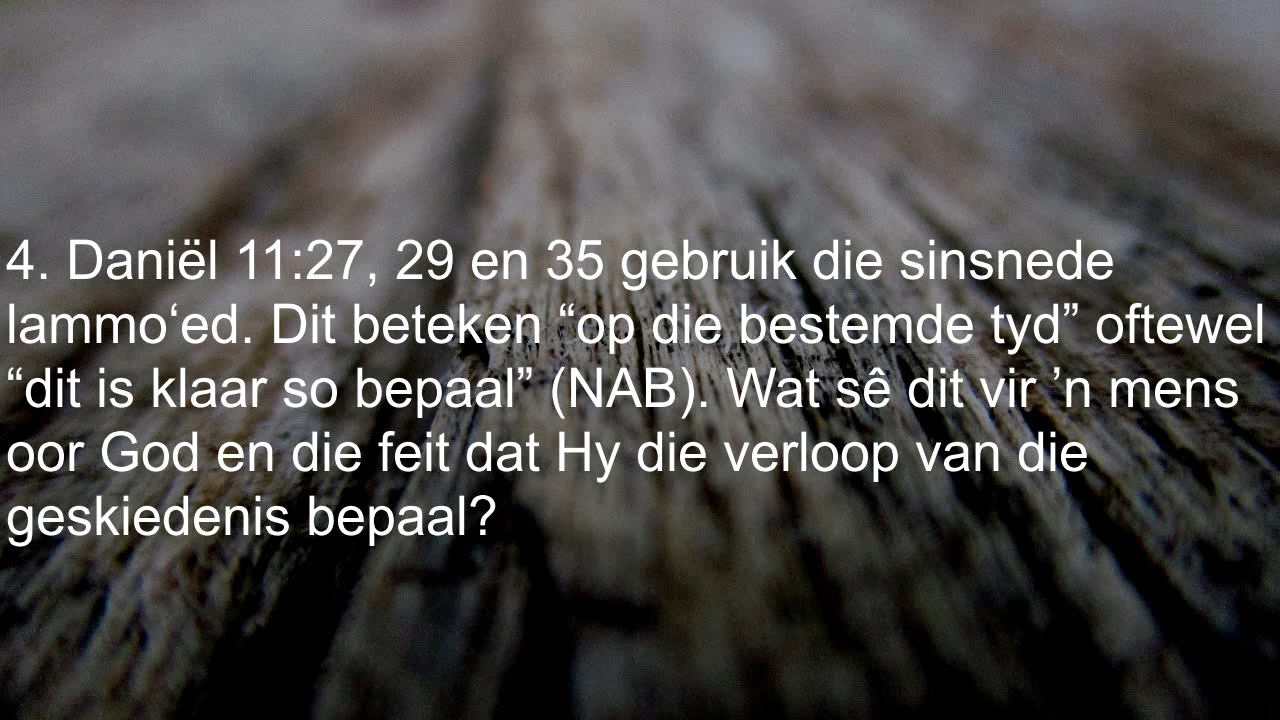 4. Daniël 11:27, 29 en 35 gebruik die sinsnede
lammo‘ed. Dit beteken “op die bestemde tyd” oftewel
“dit is klaar so bepaal” (NAB). Wat sê dit vir ’n mens
oor God en die feit dat Hy die verloop van die
geskiedenis bepaal?